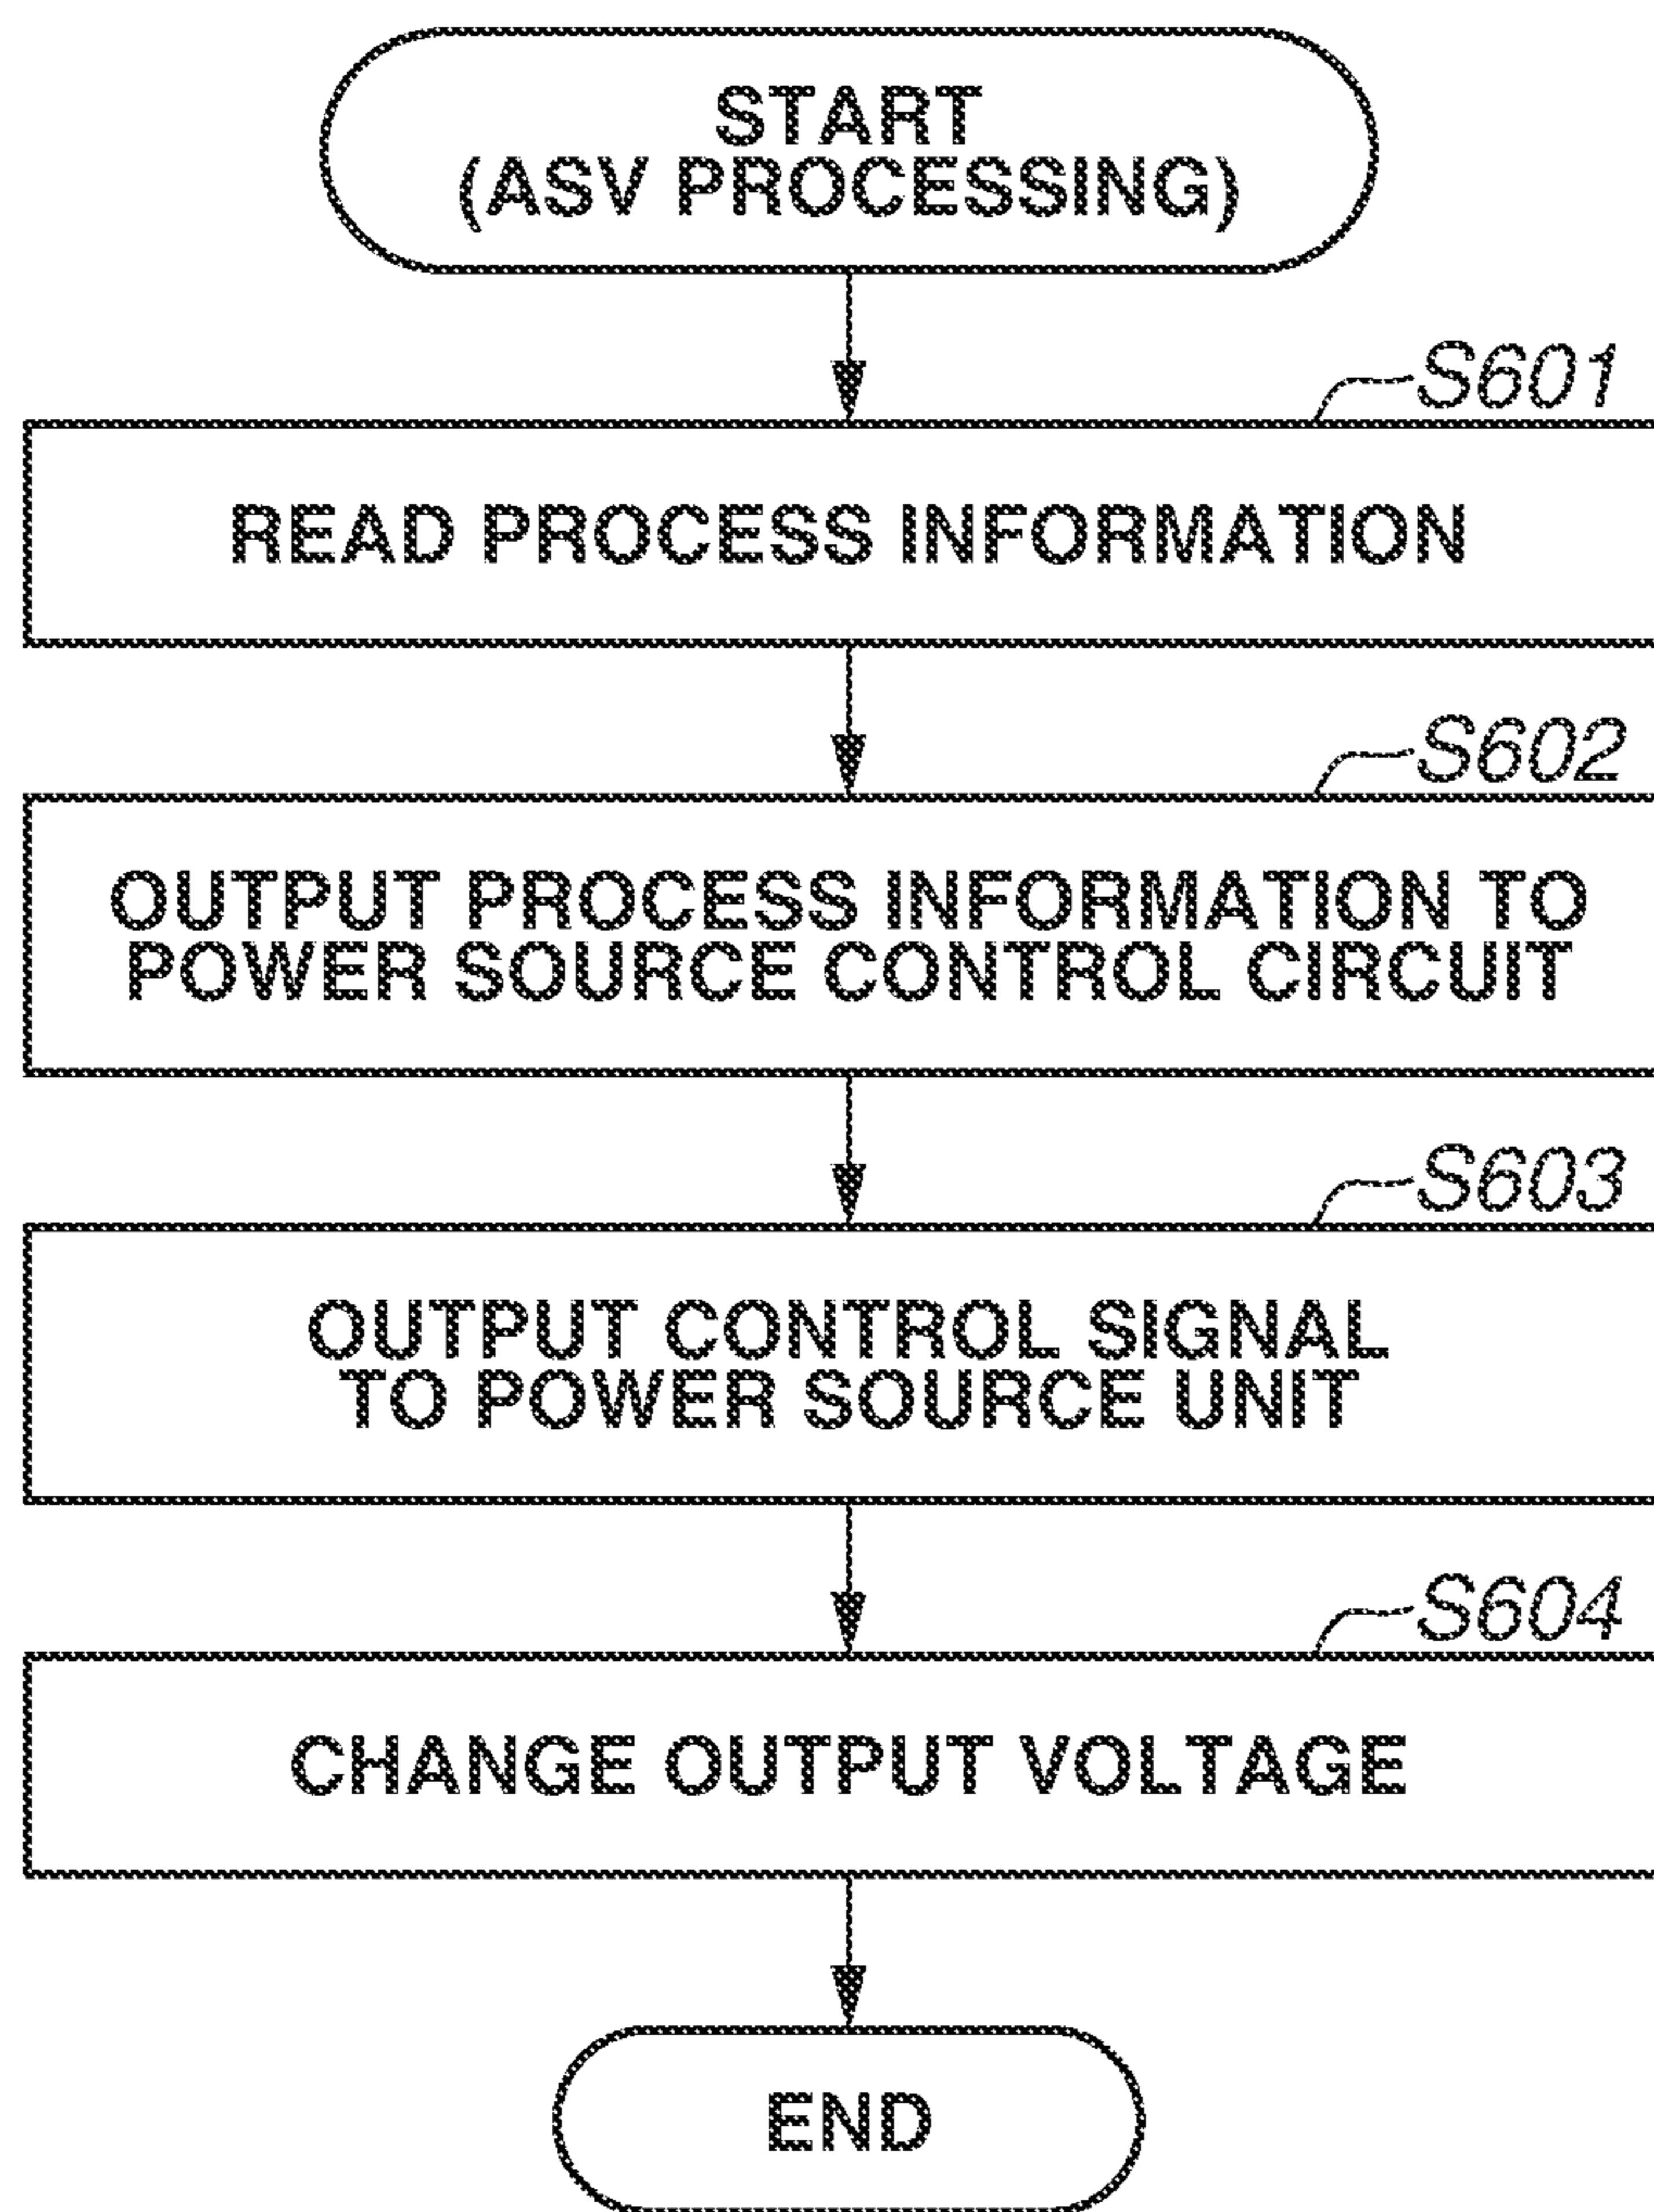 START
(ASV PROCESSING)
S601
READ PROCESS INFORMATION
S602
OUTPUT PROCESS INFORMATION TO
POWER SOURCE CONTROL CIRCUIT
S603
OUTPUT CONTROL SIGNAL
TO POWER SOURCE UNIT
S604
CHANGE OUTPUT VOLTAGE
END